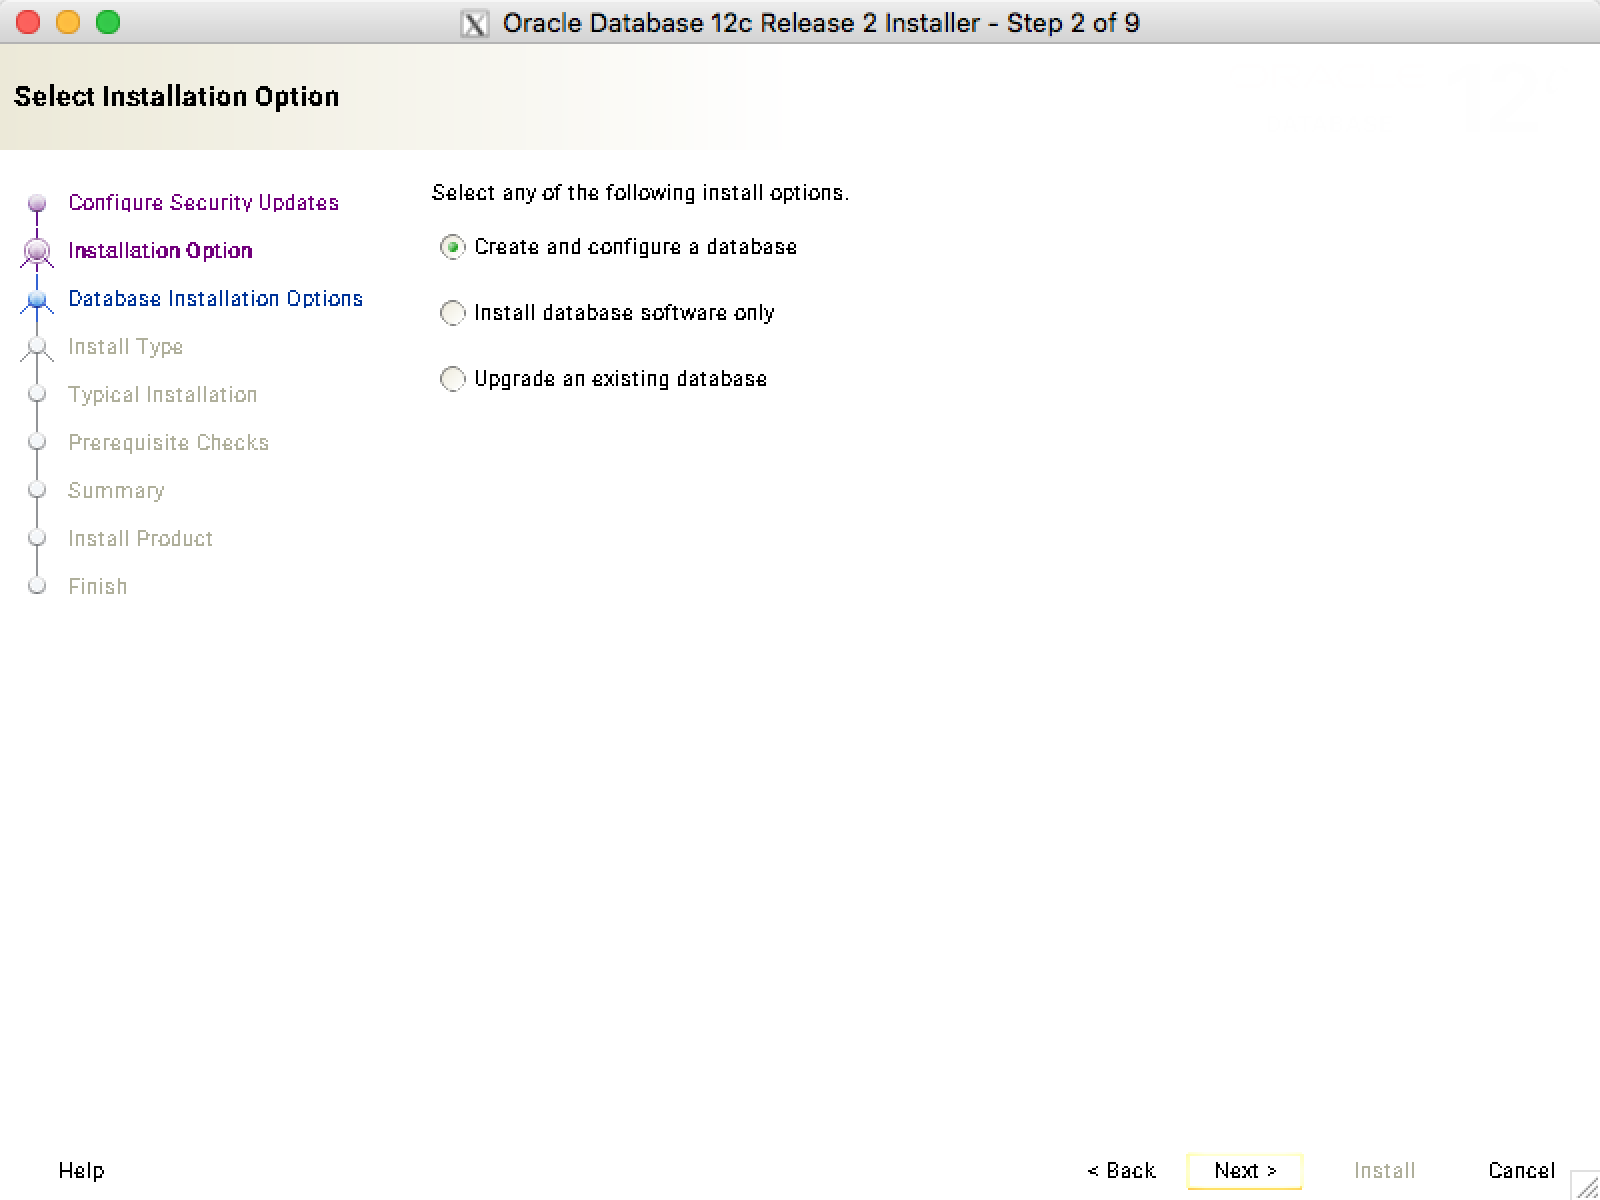 Oracle Database 12c Release 2 Installer - Step 2 of 9
Select Installation Option
Configure Security Updates
Installation Option
Database Installation Options
Install Type
Typical Installation
Prerequisite Checks
Summary
Install Product
Finish
Select any of the following install options.
Create and configure a database
Install database software only
Upgrade an existing database
Help
< Back
Next >
Install
Cancel